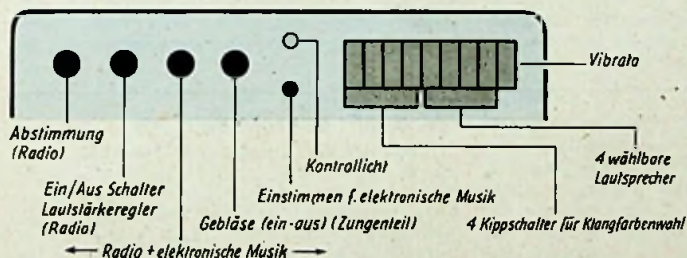 Vibrato
Abstimmung
(Radio)
Kontrollicht
4 wählbare
Lautsprecher
Ein/Aus Schalter
Lautstärkeregler
(Radio)
Einstimmen f. elektronische Musik
Gebläse (ein-aus) (Zungenteil)
4 Kippschalter für Klangfarbenwahl
Radio + elektronische Musik